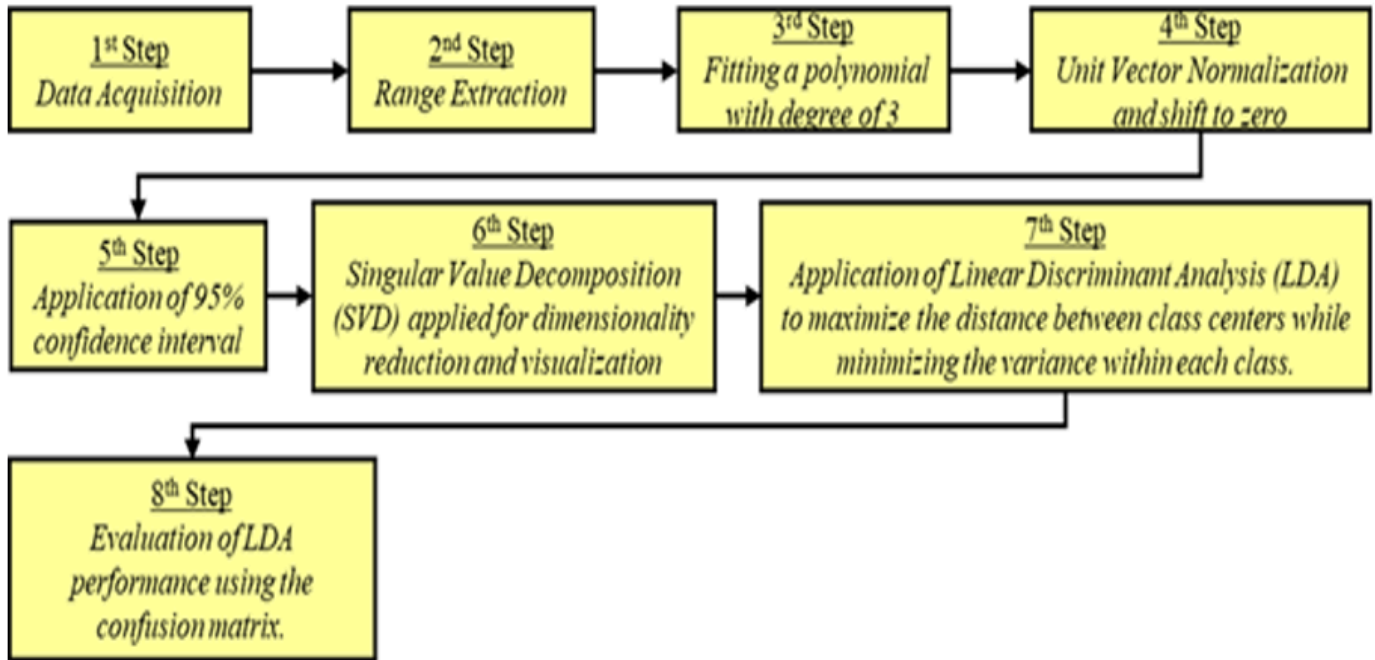 1st Step
Data Acquisition
2nd Step
Range Extraction
3rd Step
Fitting a polynomial
with degree of 3
4th Step
Unit Vector Normalization
and shift to zero
5th Step
Application of 95%
confidence interval
6th Step
Singular Value Decomposition
(SVD) applied for dimensionality
reduction and visualization
7th Step
Application of Linear Discriminant Analysis (LDA)
to maximize the distance between class centers while
minimizing the variance within each class.
8th Step
Evaluation of LDA
performance using the
confusion matrix.